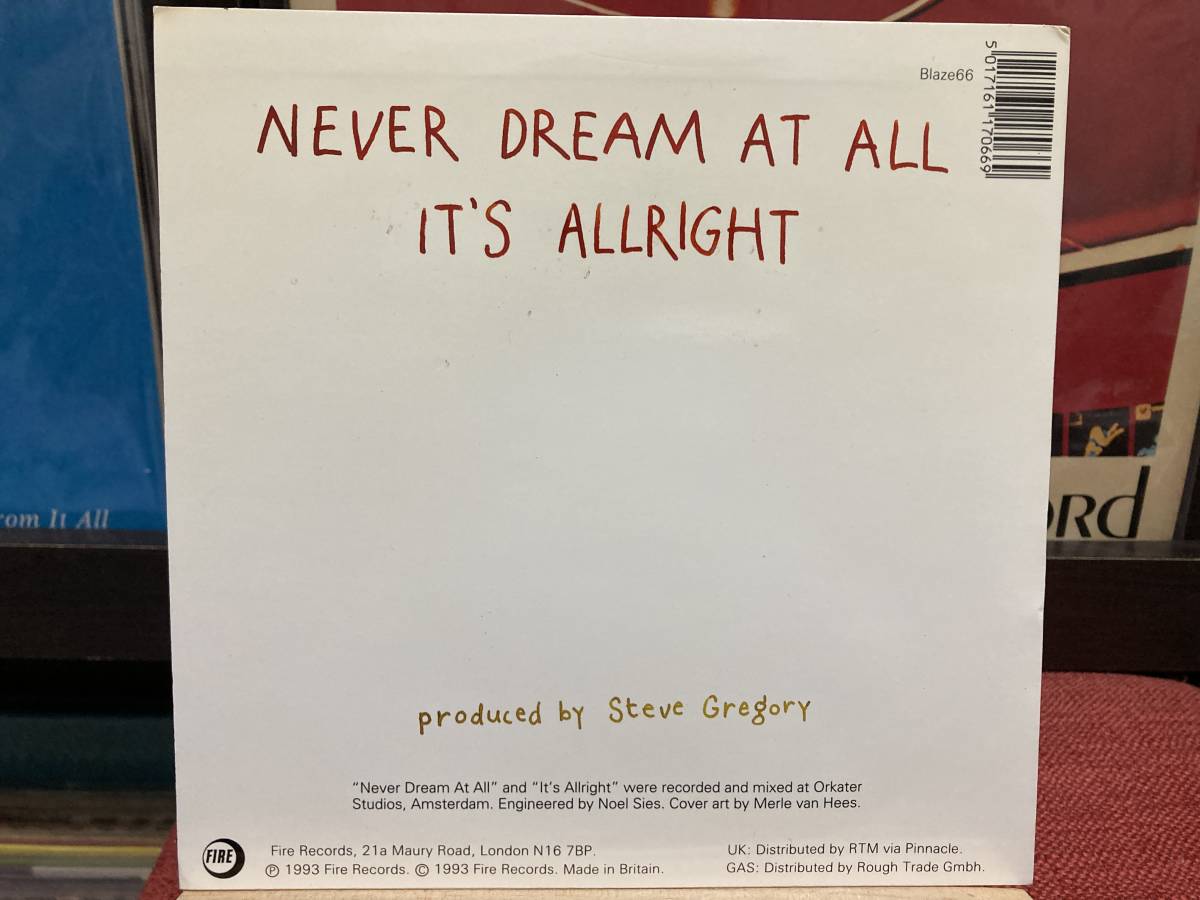 Blaze66
5 017161 170669
NEVER DREAM AT ALL
IT'S ALLRIGHT
rom It All
ORd
produced by Steve Gregory
“Never Dream At All” and “It's Allright” were recorded and mixed at Orkater
Studios, Amsterdam. Engineered by Noel Sies. Cover art by Merle van Hees.
FIRE
Fire Records, 21a Maury Road, London N16 7BP.
℗ 1993 Fire Records. © 1993 Fire Records. Made in Britain.
UK: Distributed by RTM via Pinnacle.
GAS: Distributed by Rough Trade Gmbh.